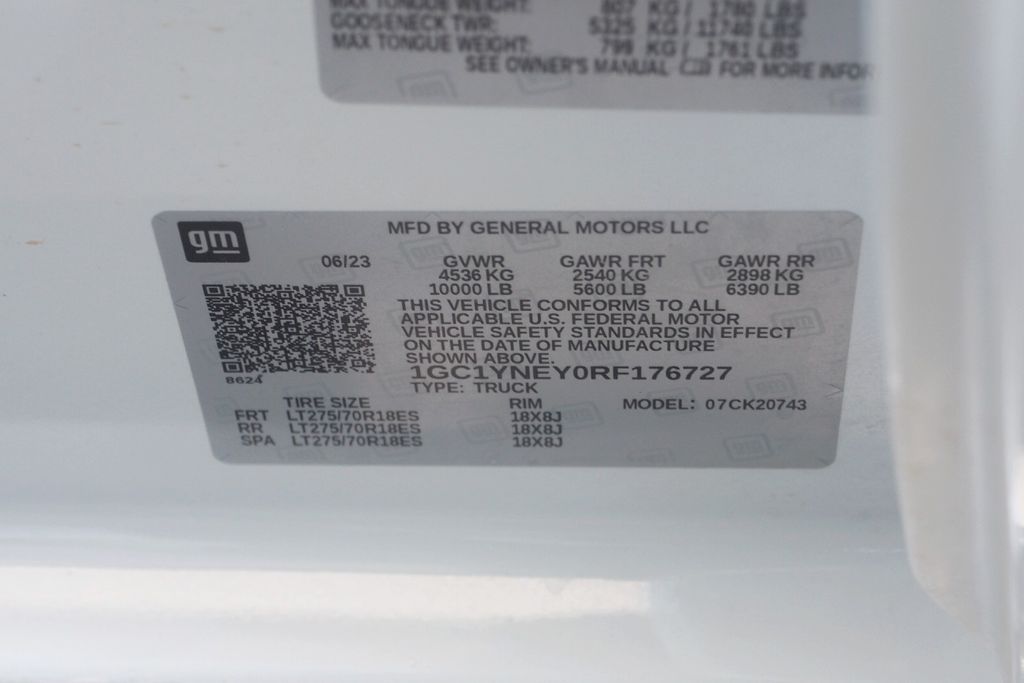 MAX TONGUE WEIGHT: 807 KG / 1780 LBS
GOOSENECK TWR: 5325 KG / 11740 LBS
MAX TONGUE WEIGHT: 799 KG / 1761 LBS
SEE OWNER'S MANUAL FOR MORE INFOR
gm
MFD BY GENERAL MOTORS LLC
06/23 GVWR GAWR FRT GAWR RR
4536 KG 2540 KG 2898 KG
10000 LB 5600 LB 6390 LB
THIS VEHICLE CONFORMS TO ALL
APPLICABLE U.S. FEDERAL MOTOR
VEHICLE SAFETY STANDARDS IN EFFECT
ON THE DATE OF MANUFACTURE
SHOWN ABOVE.
8624
1GC1YNEY0RF176727
TYPE: TRUCK
TIRE SIZE RIM MODEL: 07CK20743
FRT LT275/70R18ES 18X8J
RR LT275/70R18ES 18X8J
SPA LT275/70R18ES 18X8J